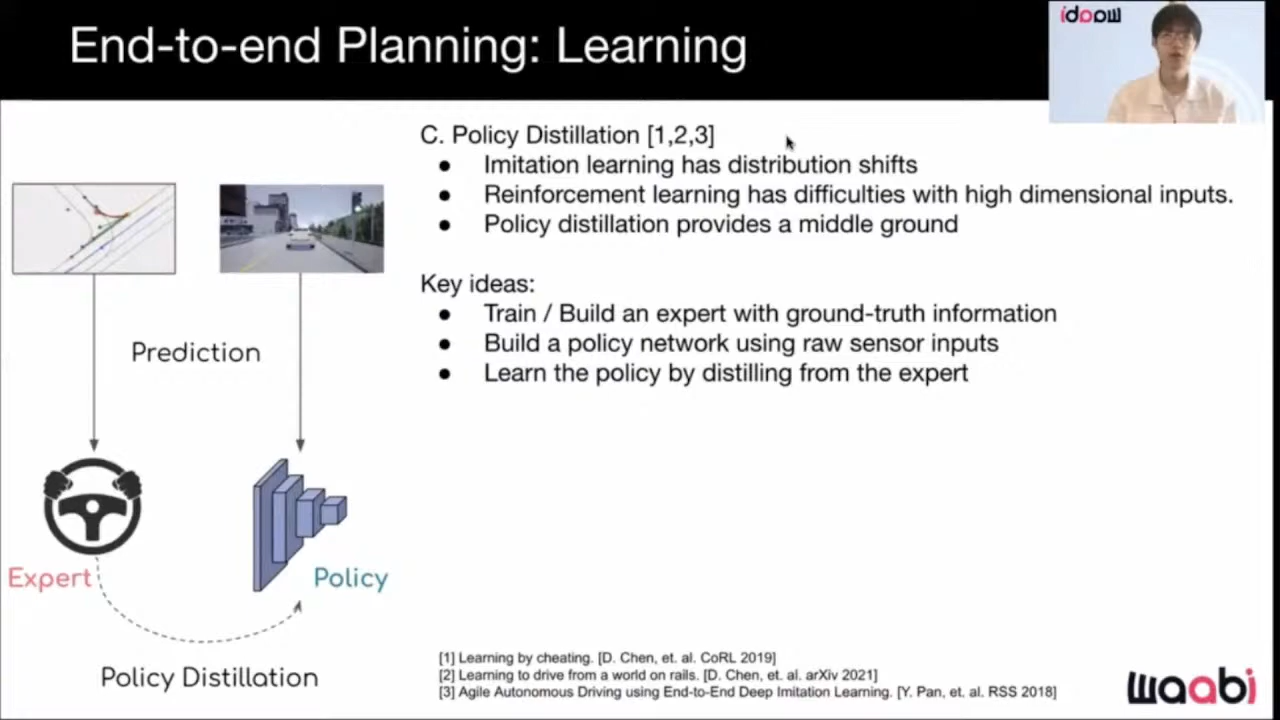 End-to-end Planning: Learning
waabi
C. Policy Distillation [1,2,3]
● Imitation learning has distribution shifts
● Reinforcement learning has difficulties with high dimensional inputs.
● Policy distillation provides a middle ground
Key ideas:
● Train / Build an expert with ground-truth information
● Build a policy network using raw sensor inputs
● Learn the policy by distilling from the expert
Prediction
Expert
Policy
Policy Distillation
[1] Learning by cheating. [D. Chen, et. al. CoRL 2019]
[2] Learning to drive from a world on rails. [D. Chen, et. al. arXiv 2021]
[3] Agile Autonomous Driving using End-to-End Deep Imitation Learning. [Y. Pan, et. al. RSS 2018]
waabi